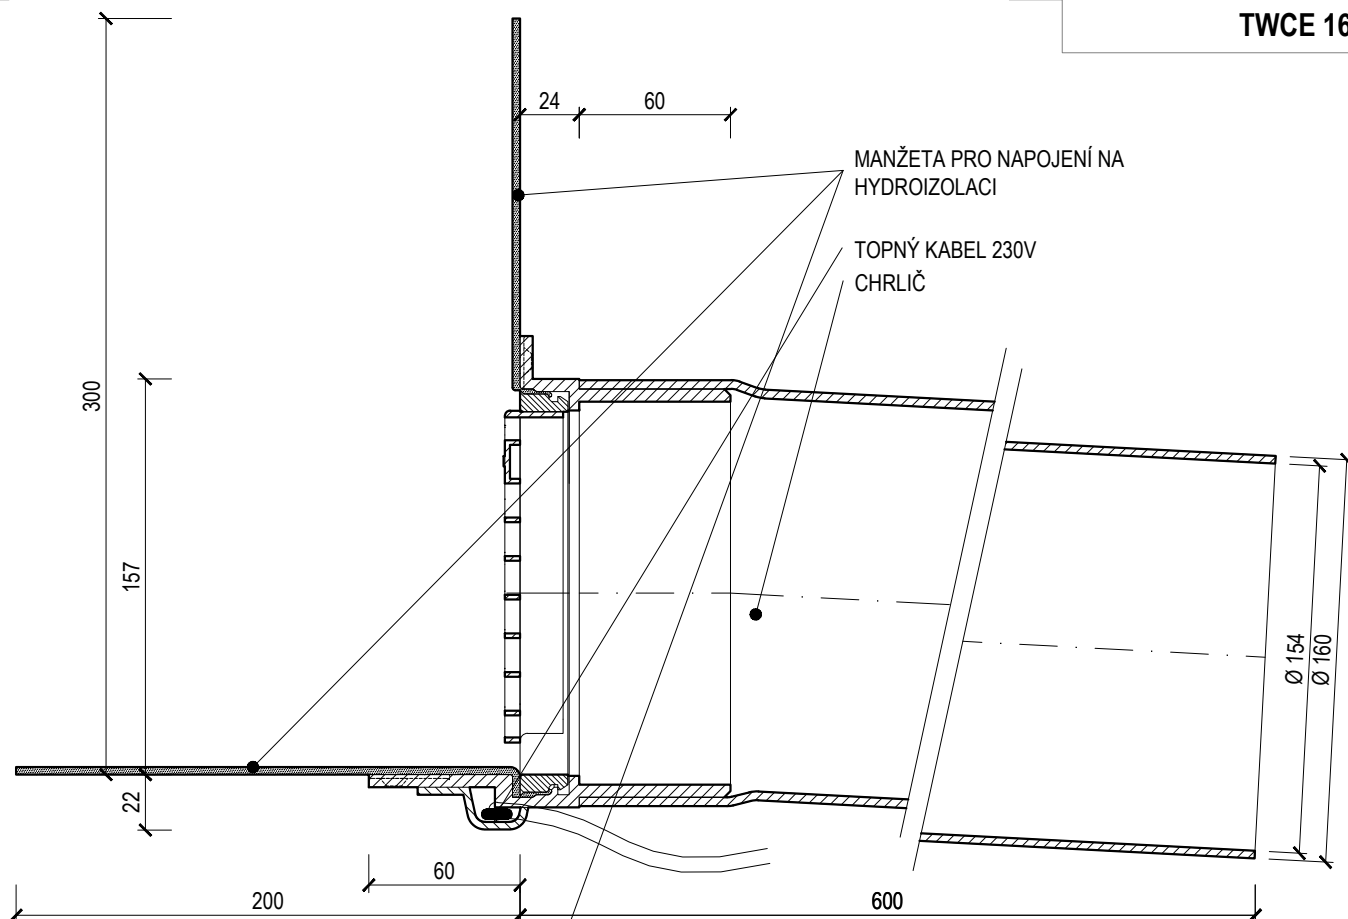 TWCE 16
24
60
MANŽETA PRO NAPOJENÍ NA
HYDROIZOLACI
TOPNÝ KABEL 230V
CHRLIČ
300
157
Ø 154
Ø 160
22
60
200
600